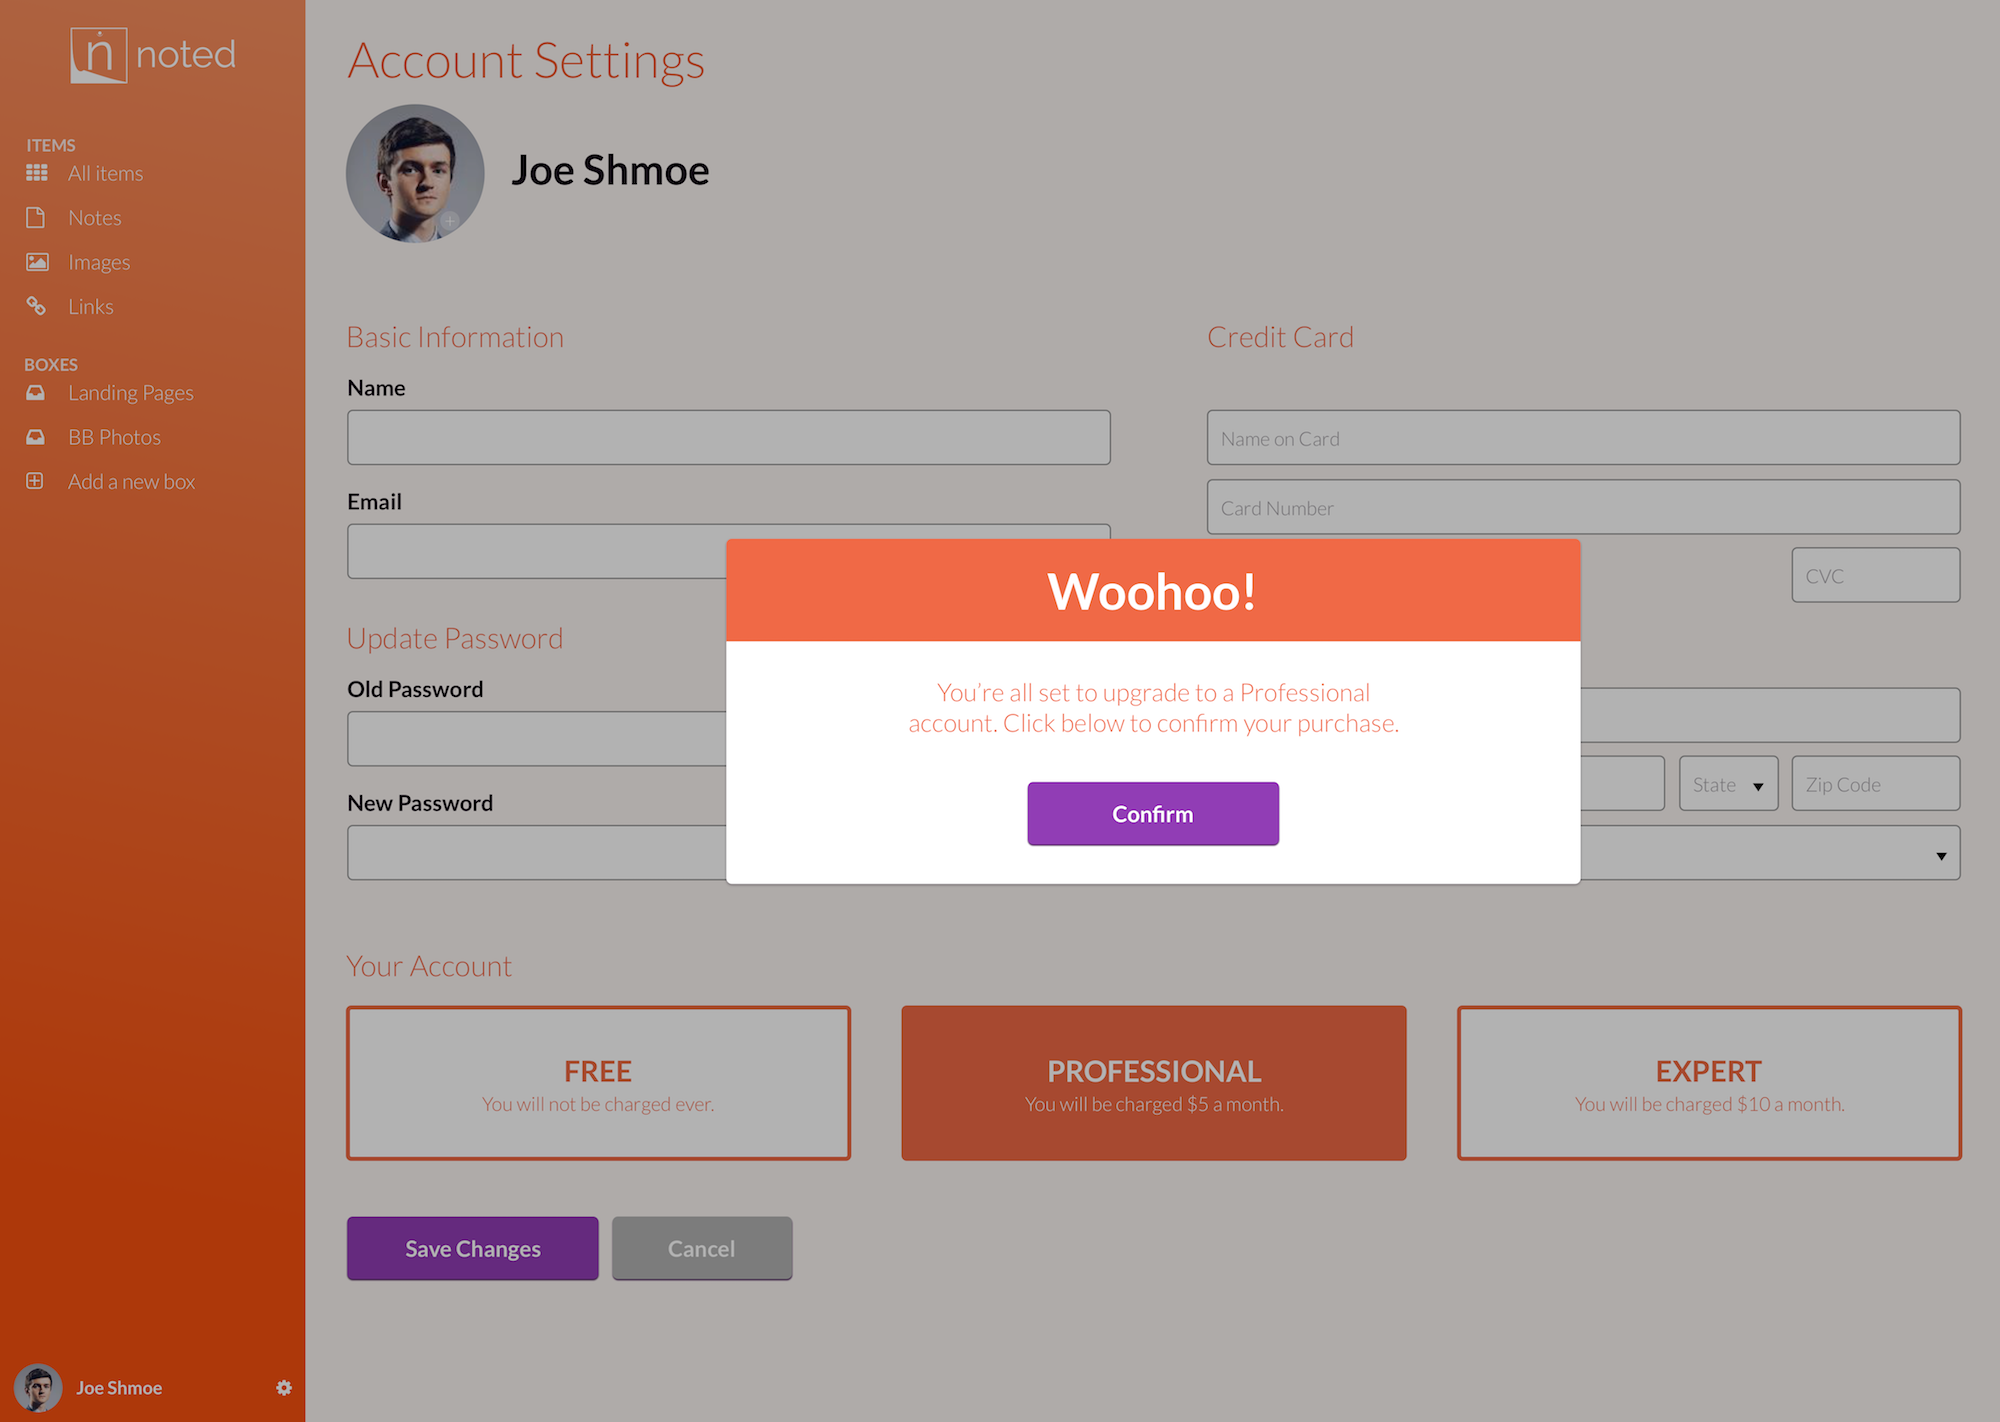 n noted
ITEMS
All items
Notes
Images
Links
BOXES
Landing Pages
BB Photos
Add a new box
Joe Shmoe
Account Settings
Joe Shmoe
Basic Information
Name
Email
Update Password
Old Password
New Password
Credit Card
Name on Card
Card Number
CVC
State
Zip Code
Woohoo!
You’re all set to upgrade to a Professional
account. Click below to confirm your purchase.
Confirm
Your Account
FREE
You will not be charged ever.
PROFESSIONAL
You will be charged $5 a month.
EXPERT
You will be charged $10 a month.
Save Changes
Cancel